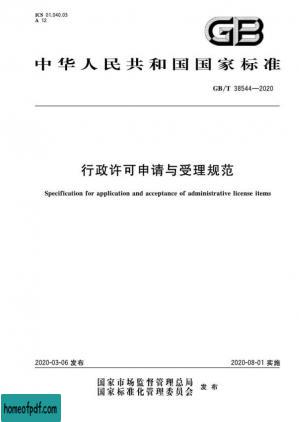 ICS 01.040.03
A 12
GB
中华人民共和国国家标准
GB/T 38544—2020
行政许可申请与受理规范
Specification for application and acceptance of administrative license items
2020-03-06 发布
2020-08-01 实施
国家市场监督管理总局
国家标准化管理委员会
发布
homeofpdf.com